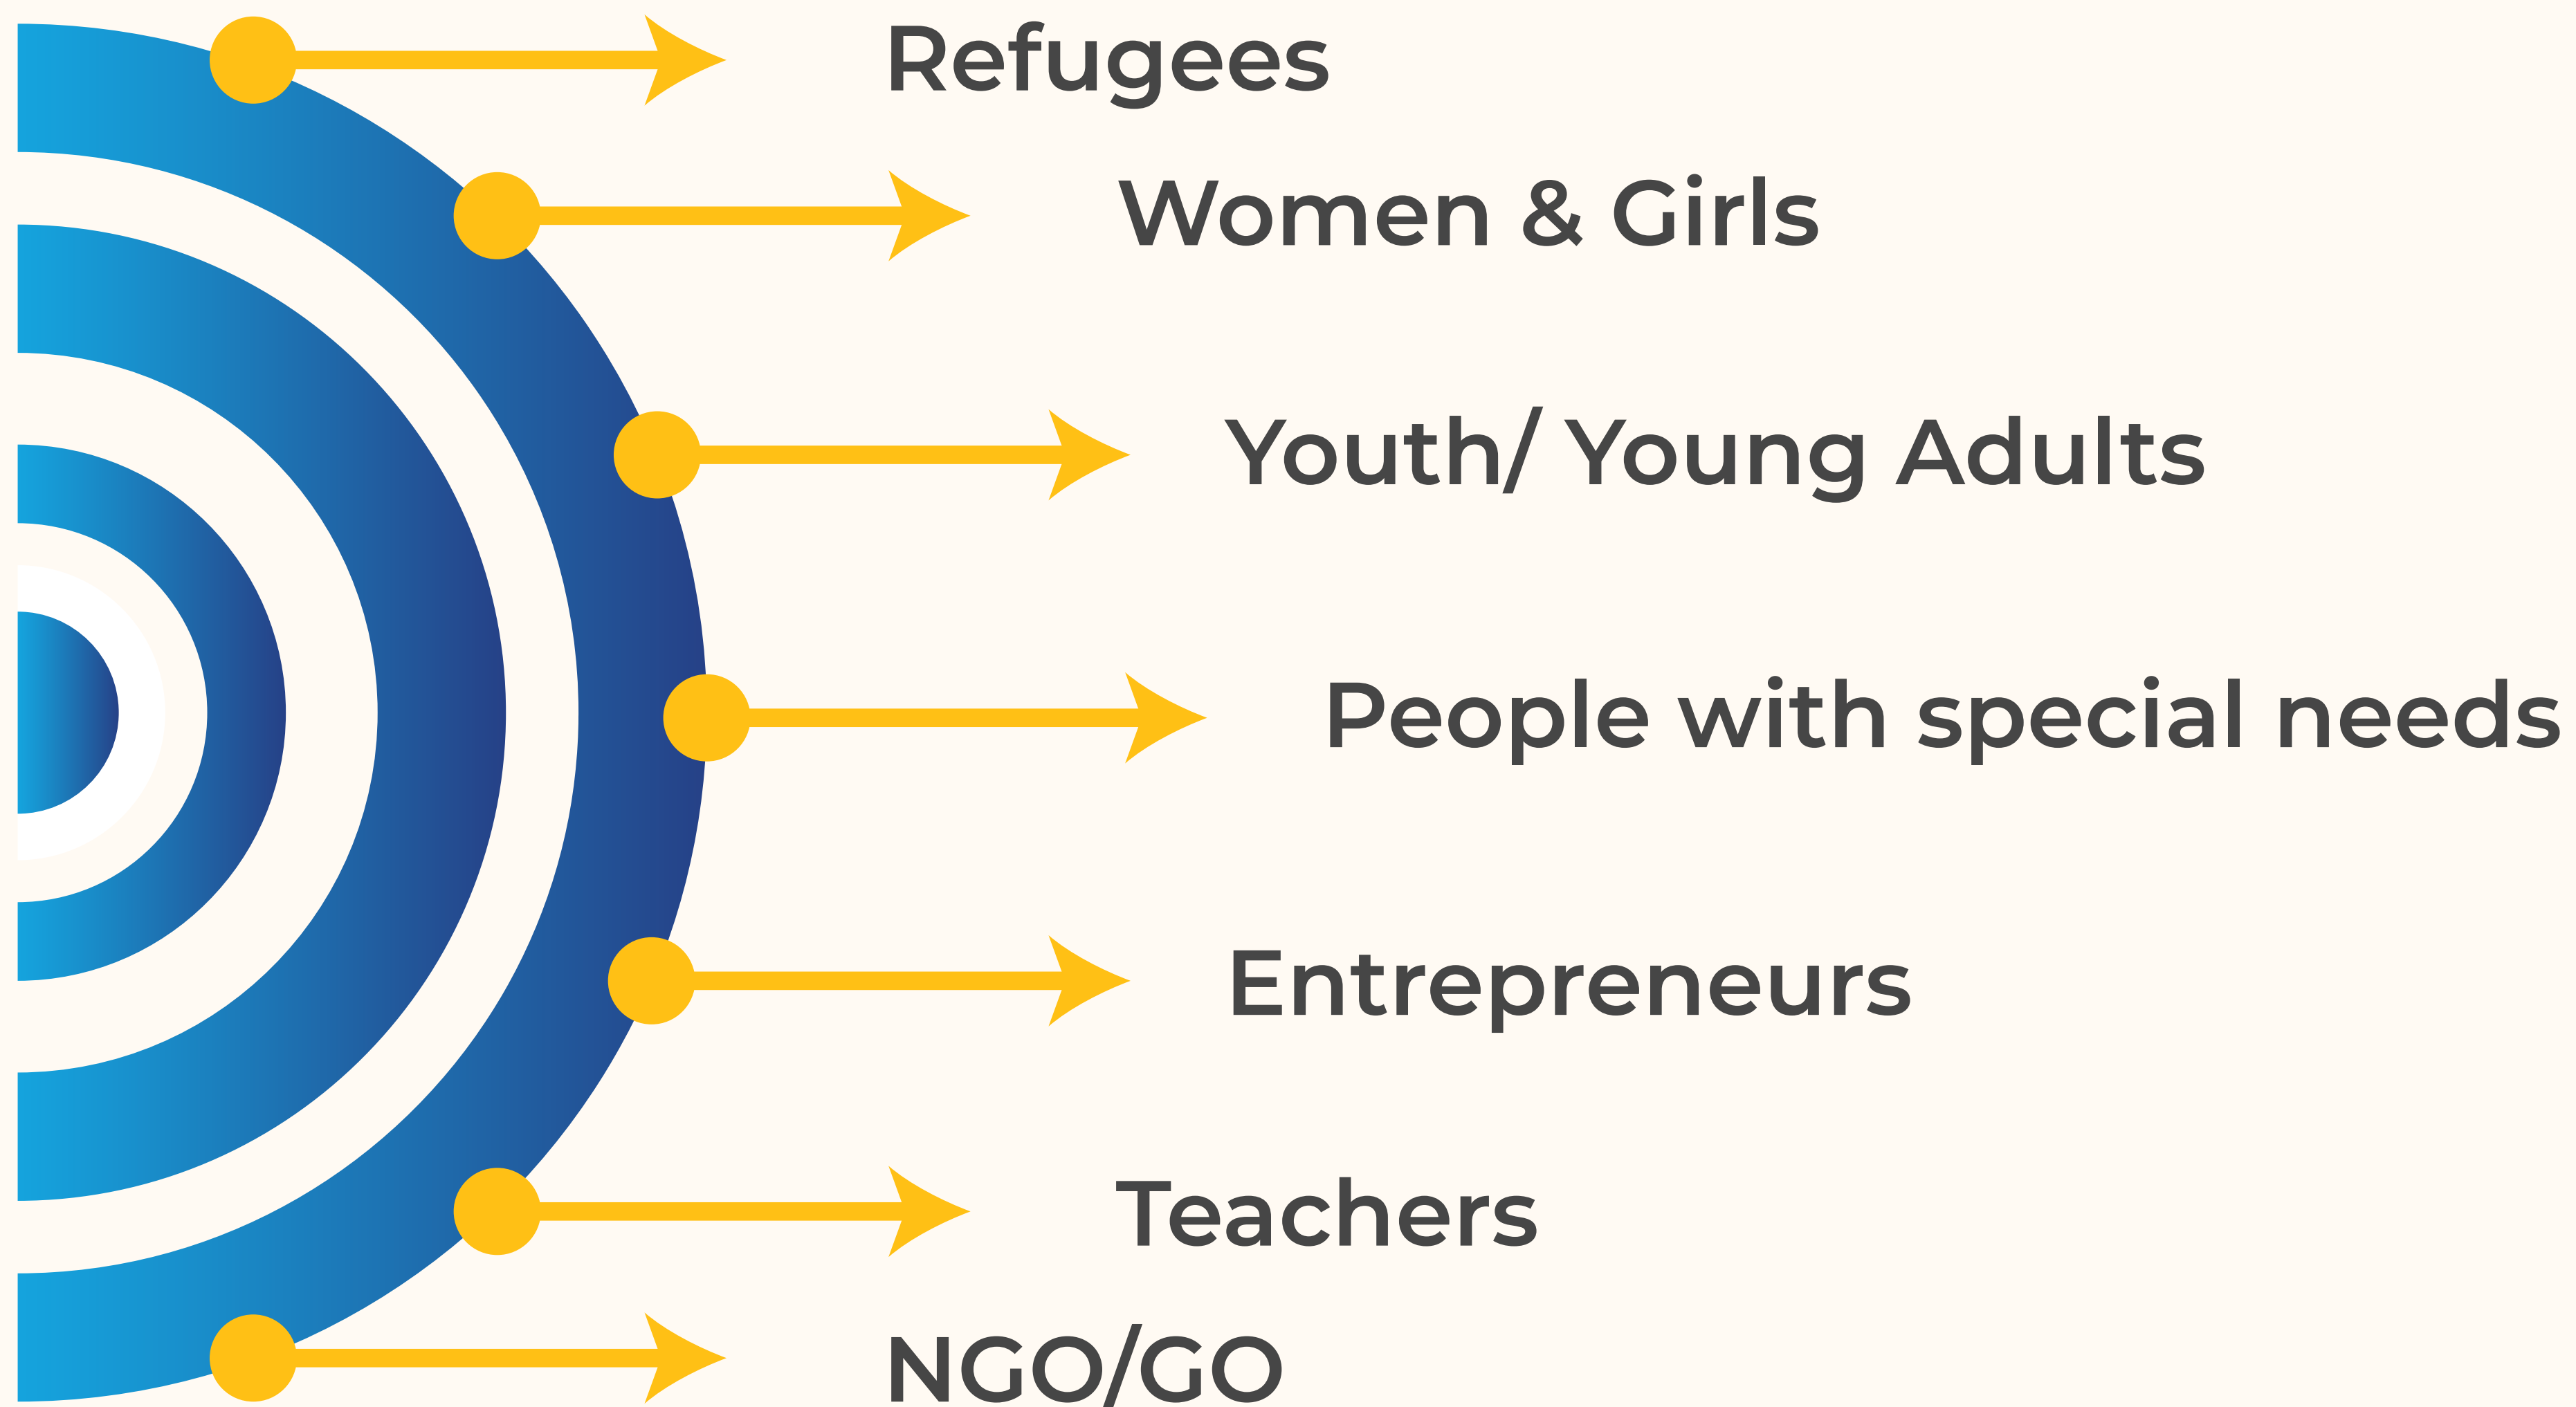 Refugees
Women & Girls
Youth/ Young Adults
People with special needs
Entrepreneurs
Teachers
NGO/GO